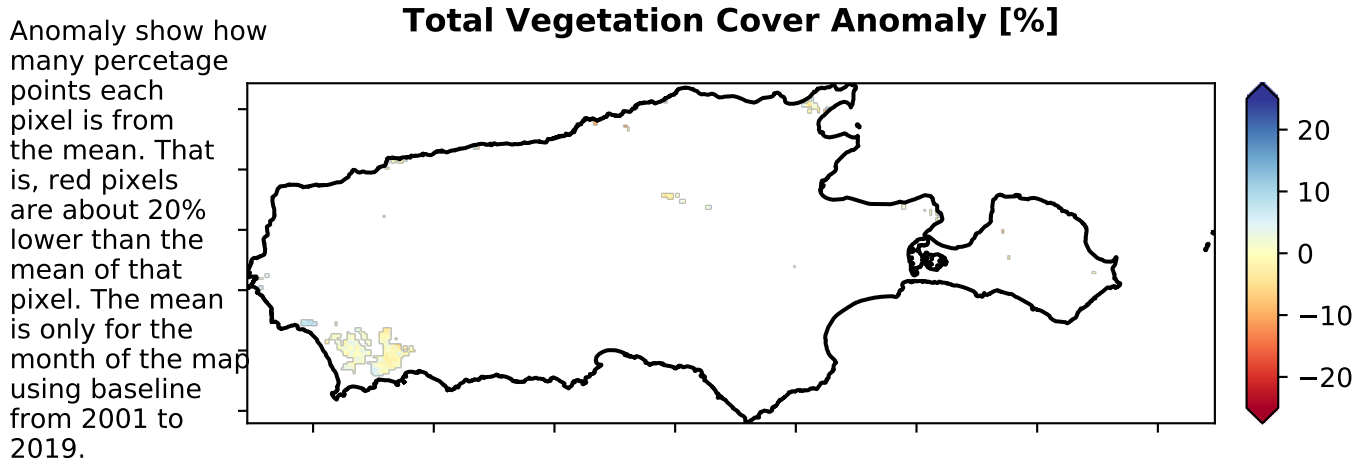 Total Vegetation Cover Anomaly [%]
Anomaly show how
many percetage
points each
pixel is from
the mean. That
is, red pixels
are about 20%
lower than the
mean of that
pixel. The mean
is only for the
month of the map
using baseline
from 2001 to
2019.
20
10
0
−10
−20